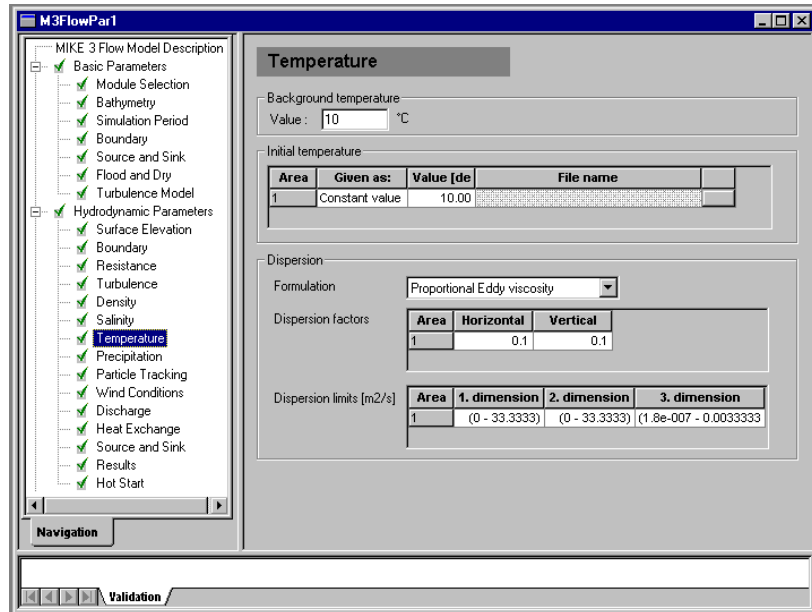 M3FlowPar1
MIKE 3 Flow Model Description
Basic Parameters
Module Selection
Bathymetry
Simulation Period
Boundary
Source and Sink
Flood and Dry
Turbulence Model
Hydrodynamic Parameters
Surface Elevation
Boundary
Resistance
Turbulence
Density
Salinity
Temperature
Precipitation
Particle Tracking
Wind Conditions
Discharge
Heat Exchange
Source and Sink
Results
Hot Start
Navigation
Temperature
Background temperature
Value : 10 °C
Initial temperature
Area Given as: Value [de File name
1 Constant value 10.00
Dispersion
Formulation Proportional Eddy viscosity
Dispersion factors Area Horizontal Vertical
1 0.1 0.1
Dispersion limits [m2/s] Area 1. dimension 2. dimension 3. dimension
1 (0 - 33.3333) (0 - 33.3333) (1.8e-007 - 0.0033333
Validation